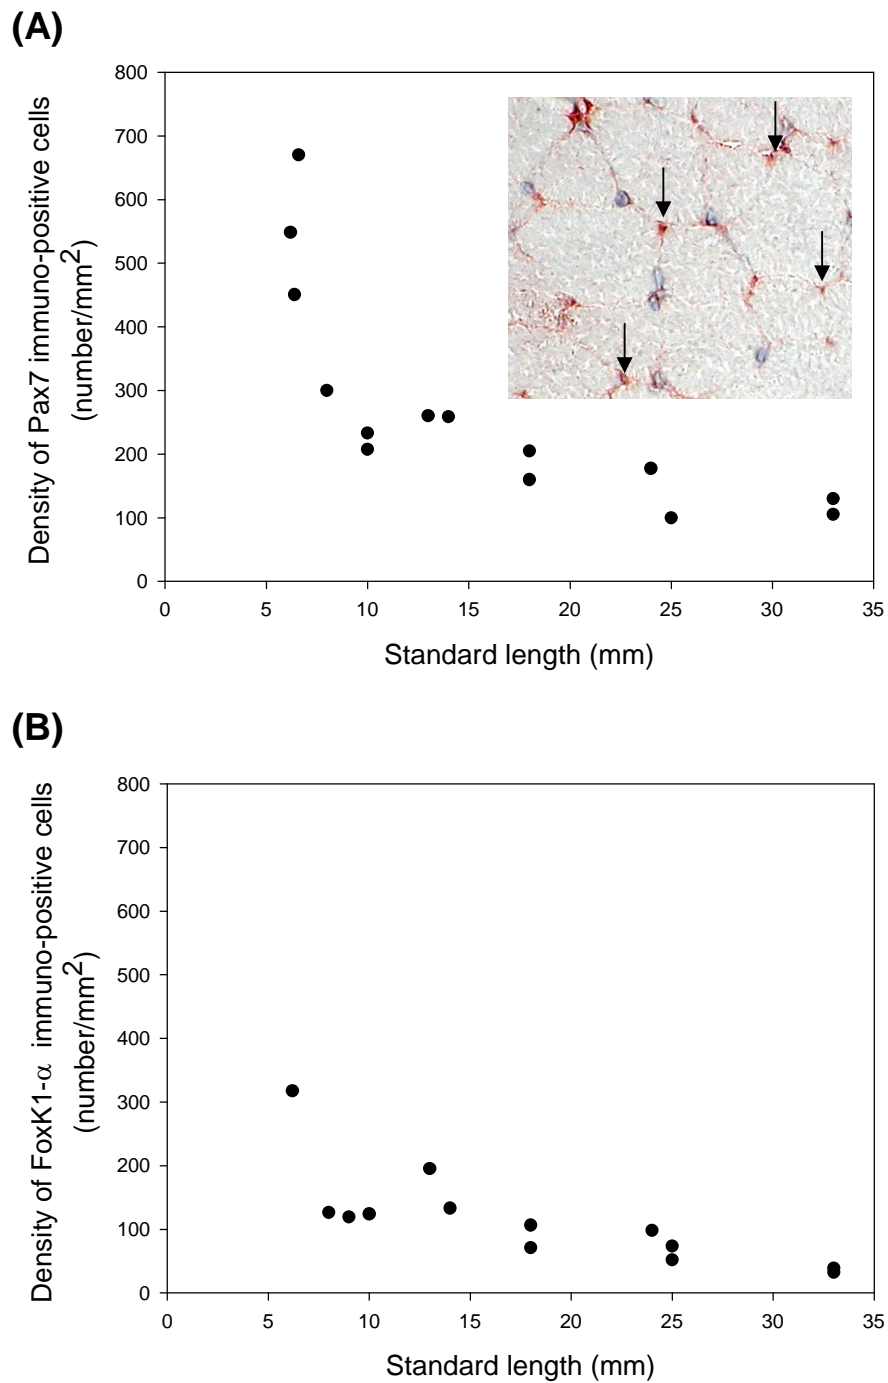 (A)
Density of Pax7 immuno-positive cells
(number/mm2)
800
700
600
500
400
300
200
100
0
0 5 10 15 20 25 30 35
Standard length (mm)
(B)
Density of FoxK1-α immuno-positive cells
(number/mm2)
800
700
600
500
400
300
200
100
0
0 5 10 15 20 25 30 35
Standard length (mm)